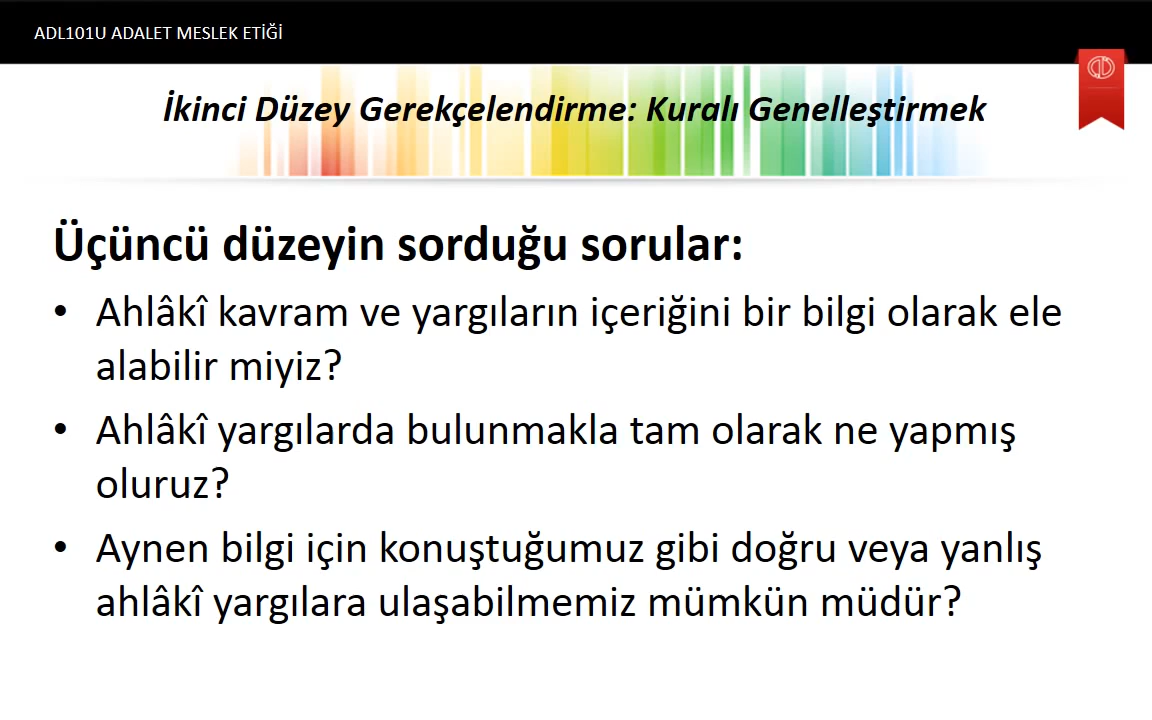 ADL101U ADALET MESLEK ETİĞİ
İkinci Düzey Gerekçelendirme: Kuralı Genelleştirmek
Üçüncü düzeyin sorduğu sorular:
• Ahlâkî kavram ve yargıların içeriğini bir bilgi olarak ele
alabilir miyiz?
• Ahlâkî yargılarda bulunmakla tam olarak ne yapmış
oluruz?
• Aynen bilgi için konuştuğumuz gibi doğru veya yanlış
ahlâkî yargılara ulaşabilmemiz mümkün müdür?